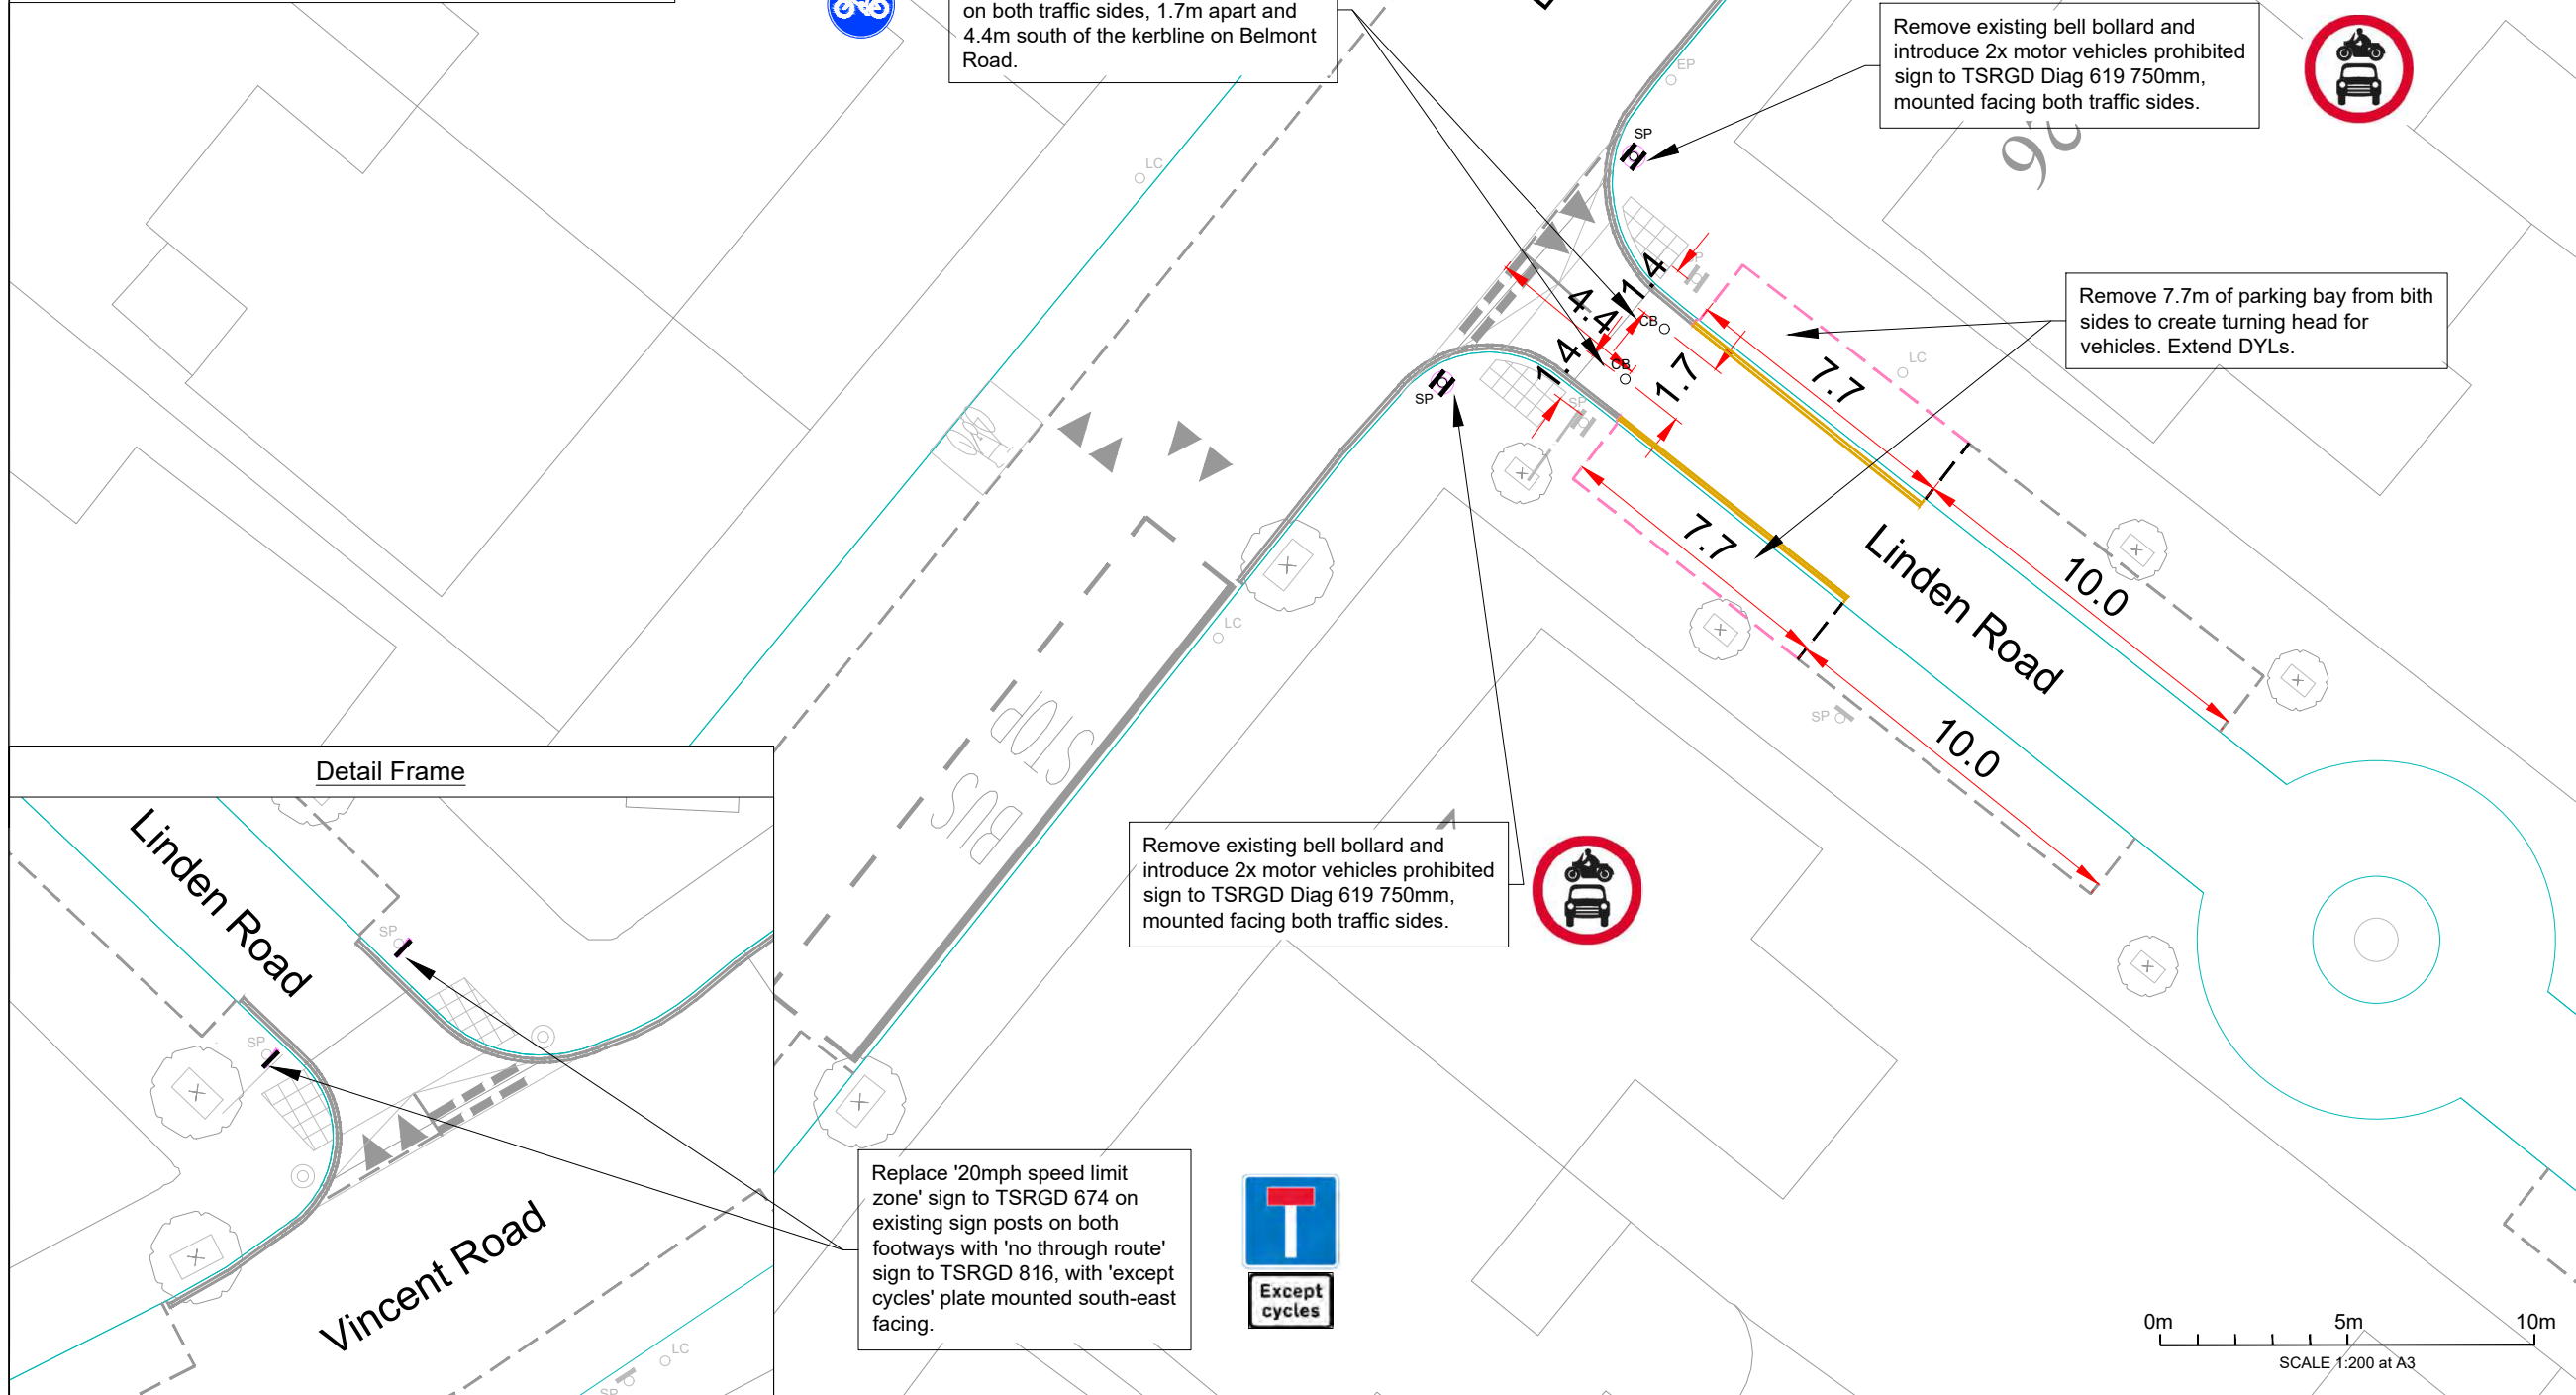 on both traffic sides, 1.7m apart and
4.4m south of the kerbline on Belmont
Road.
Remove existing bell bollard and
introduce 2x motor vehicles prohibited
sign to TSRGD Diag 619 750mm,
mounted facing both traffic sides.
EP
SP
26
LC
1.4
4.4
CB
CB
1.4
1.7
SP
SP
7.7
LC
Remove 7.7m of parking bay from bith
sides to create turning head for
vehicles. Extend DYLs.
7.7
Linden Road
10.0
10.0
SP
LC
BUS
STOP
Detail Frame
Linden Road
SP
SP
Vincent Road
LC
SP
Remove existing bell bollard and
introduce 2x motor vehicles prohibited
sign to TSRGD Diag 619 750mm,
mounted facing both traffic sides.
Replace '20mph speed limit
zone' sign to TSRGD 674 on
existing sign posts on both
footways with 'no through route'
sign to TSRGD 816, with 'except
cycles' plate mounted south-east
facing.
Except
cycles
0m 5m 10m
SCALE 1:200 at A3